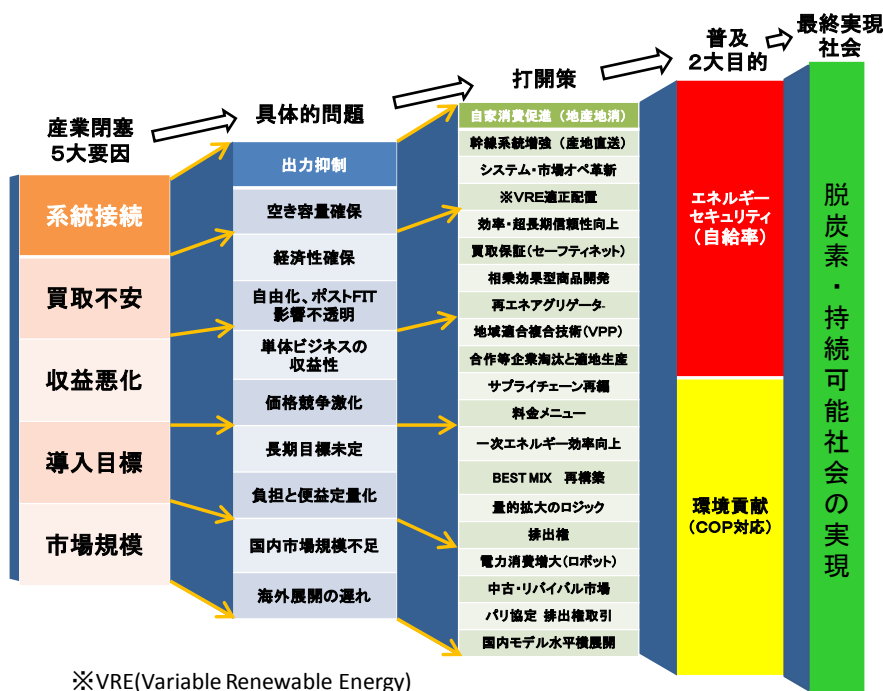 産業閉塞
5大要因
系統接続
買取不安
収益悪化
導入目標
市場規模
具体的問題
出力抑制
空き容量確保
経済性確保
自由化、ポストFIT
影響不透明
単体ビジネスの
収益性
価格競争激化
長期目標未定
負担と便益定量化
国内市場規模不足
海外展開の遅れ
打開策
自家消費促進（地産地消）
幹線系統増強（産地直送）
システム・市場オペ革新
※VRE適正配置
効率・超長期信頼性向上
買取保証（セーフティネット）
相乗効果型商品開発
再エネアグリゲータ
地域適合複合技術（VPP）
合作等企業淘汰と適地生産
サプライチェーン再編
料金メニュー
一次エネルギー効率向上
BEST MIX 再構築
量的拡大のロジック
排出権
電力消費増大（ロボット）
中古・リバイバル市場
パリ協定 排出権取引
国内モデル水平横展開
普及
2大目的
エネルギー
セキュリティ
（自給率）
環境貢献
（COP対応）
最終実現
社会
脱炭素・持続可能社会の実現
※VRE(Variable Renewable Energy)